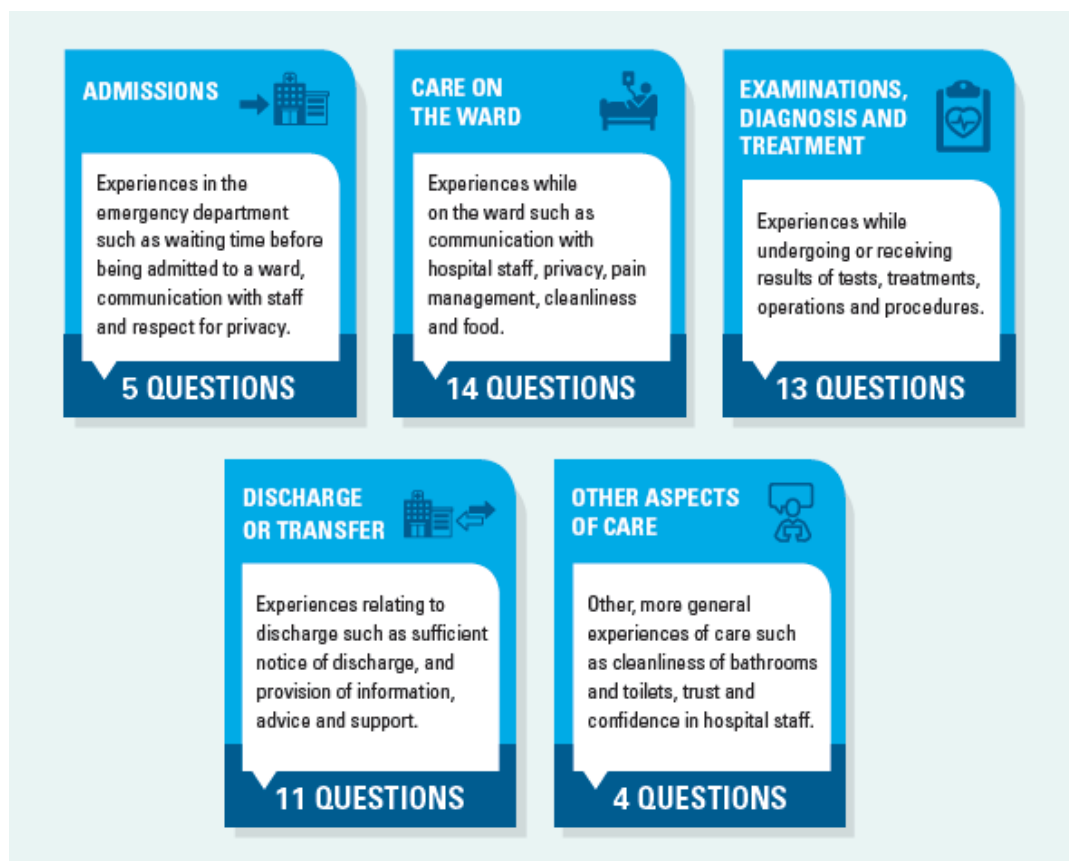 ADMISSIONS
Experiences in the
emergency department
such as waiting time before
being admitted to a ward,
communication with staff
and respect for privacy.
5 QUESTIONS
CARE ON
THE WARD
Experiences while
on the ward such as
communication with
hospital staff, privacy, pain
management, cleanliness
and food.
14 QUESTIONS
EXAMINATIONS,
DIAGNOSIS AND
TREATMENT
Experiences while
undergoing or receiving
results of tests, treatments,
operations and procedures.
13 QUESTIONS
DISCHARGE
OR TRANSFER
Experiences relating to
discharge such as sufficient
notice of discharge, and
provision of information,
advice and support.
11 QUESTIONS
OTHER ASPECTS
OF CARE
Other, more general
experiences of care such
as cleanliness of bathrooms
and toilets, trust and
confidence in hospital staff.
4 QUESTIONS